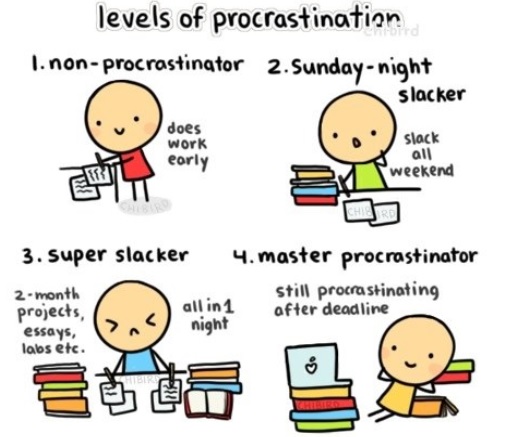 levels of procrastination
chibird
1. non-procrastinator
does
work
early
CHIBIRD
2. Sunday-night
slacker
slack
all
weekend
CHIBIRD
3. super slacker
2-month
projects,
essays,
labs etc.
all in 1
night
CHIBIRD
4. master procrastinator
still procrastinating
after deadline
CHIBIRD